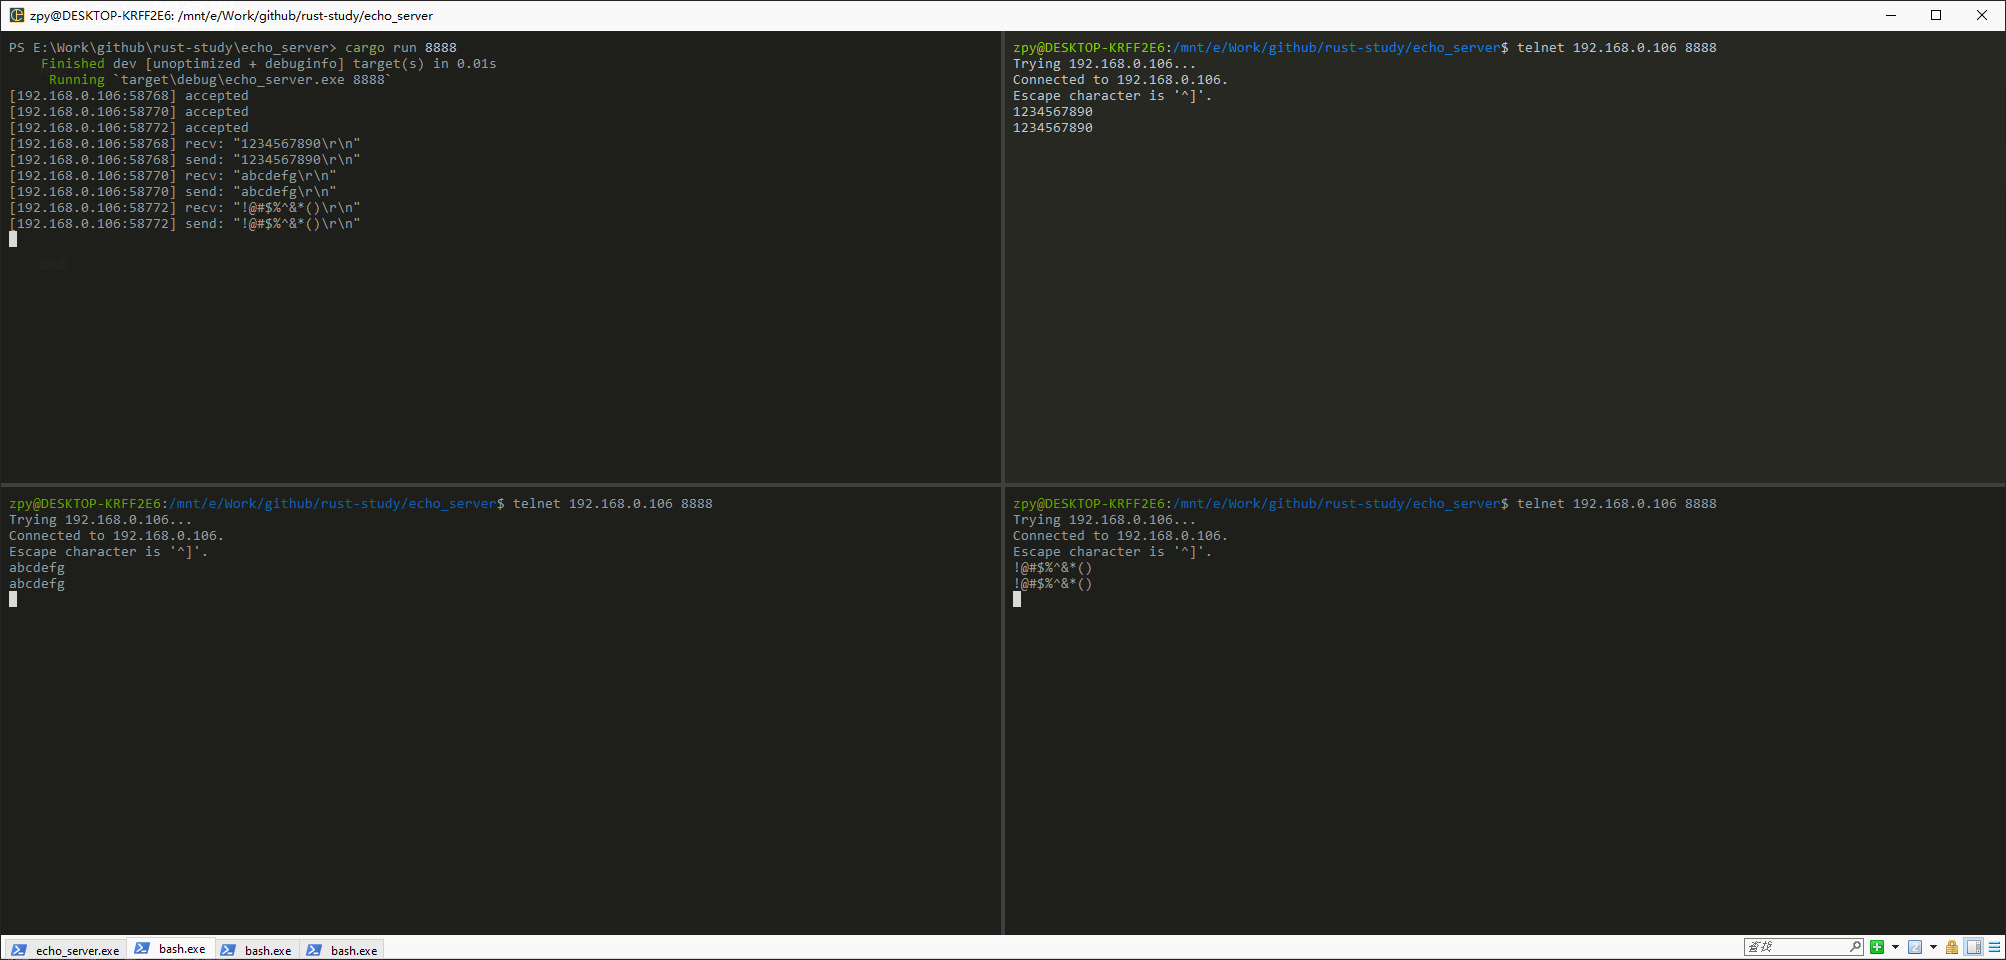 zpy@DESKTOP-KRFF2E6: /mnt/e/Work/github/rust-study/echo_server
PS E:\Work\github\rust-study\echo_server> cargo run 8888
Finished dev [unoptimized + debuginfo] target(s) in 0.01s
Running `target\debug\echo_server.exe 8888`
[192.168.0.106:58768] accepted
[192.168.0.106:58770] accepted
[192.168.0.106:58772] accepted
[192.168.0.106:58768] recv: "1234567890\r\n"
[192.168.0.106:58768] send: "1234567890\r\n"
[192.168.0.106:58770] recv: "abcdefg\r\n"
[192.168.0.106:58770] send: "abcdefg\r\n"
[192.168.0.106:58772] recv: "!@#$%^&*()\r\n"
[192.168.0.106:58772] send: "!@#$%^&*()\r\n"
zpy@DESKTOP-KRFF2E6:/mnt/e/Work/github/rust-study/echo_server$ telnet 192.168.0.106 8888
Trying 192.168.0.106...
Connected to 192.168.0.106.
Escape character is '^]'.
1234567890
1234567890
zpy@DESKTOP-KRFF2E6:/mnt/e/Work/github/rust-study/echo_server$ telnet 192.168.0.106 8888
Trying 192.168.0.106...
Connected to 192.168.0.106.
Escape character is '^]'.
abcdefg
abcdefg
zpy@DESKTOP-KRFF2E6:/mnt/e/Work/github/rust-study/echo_server$ telnet 192.168.0.106 8888
Trying 192.168.0.106...
Connected to 192.168.0.106.
Escape character is '^]'.
!@#$%^&*()
!@#$%^&*()
echo_server.exe
bash.exe
bash.exe
bash.exe
查找